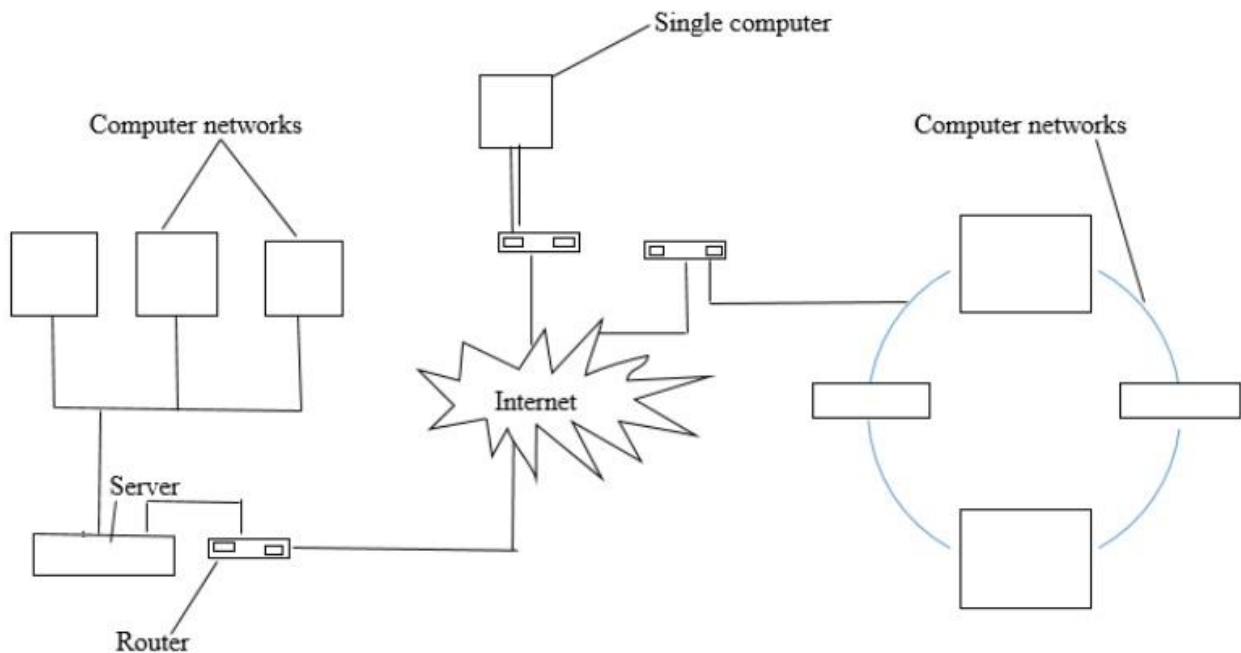 Single computer
Computer networks
Computer networks
Internet
Server
Router